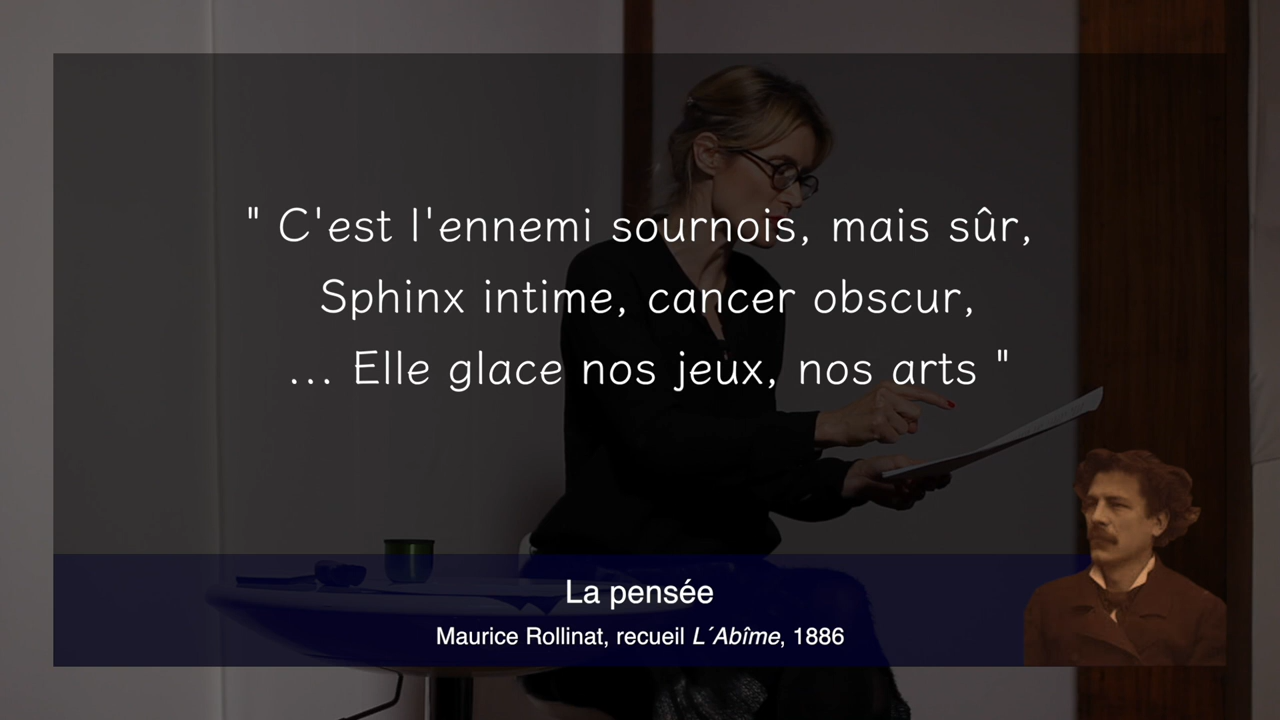 " C'est l'ennemi sournois, mais sûr,
Sphinx intime, cancer obscur,
... Elle glace nos jeux, nos arts "
La pensée
Maurice Rollinat, recueil L´Abîme, 1886